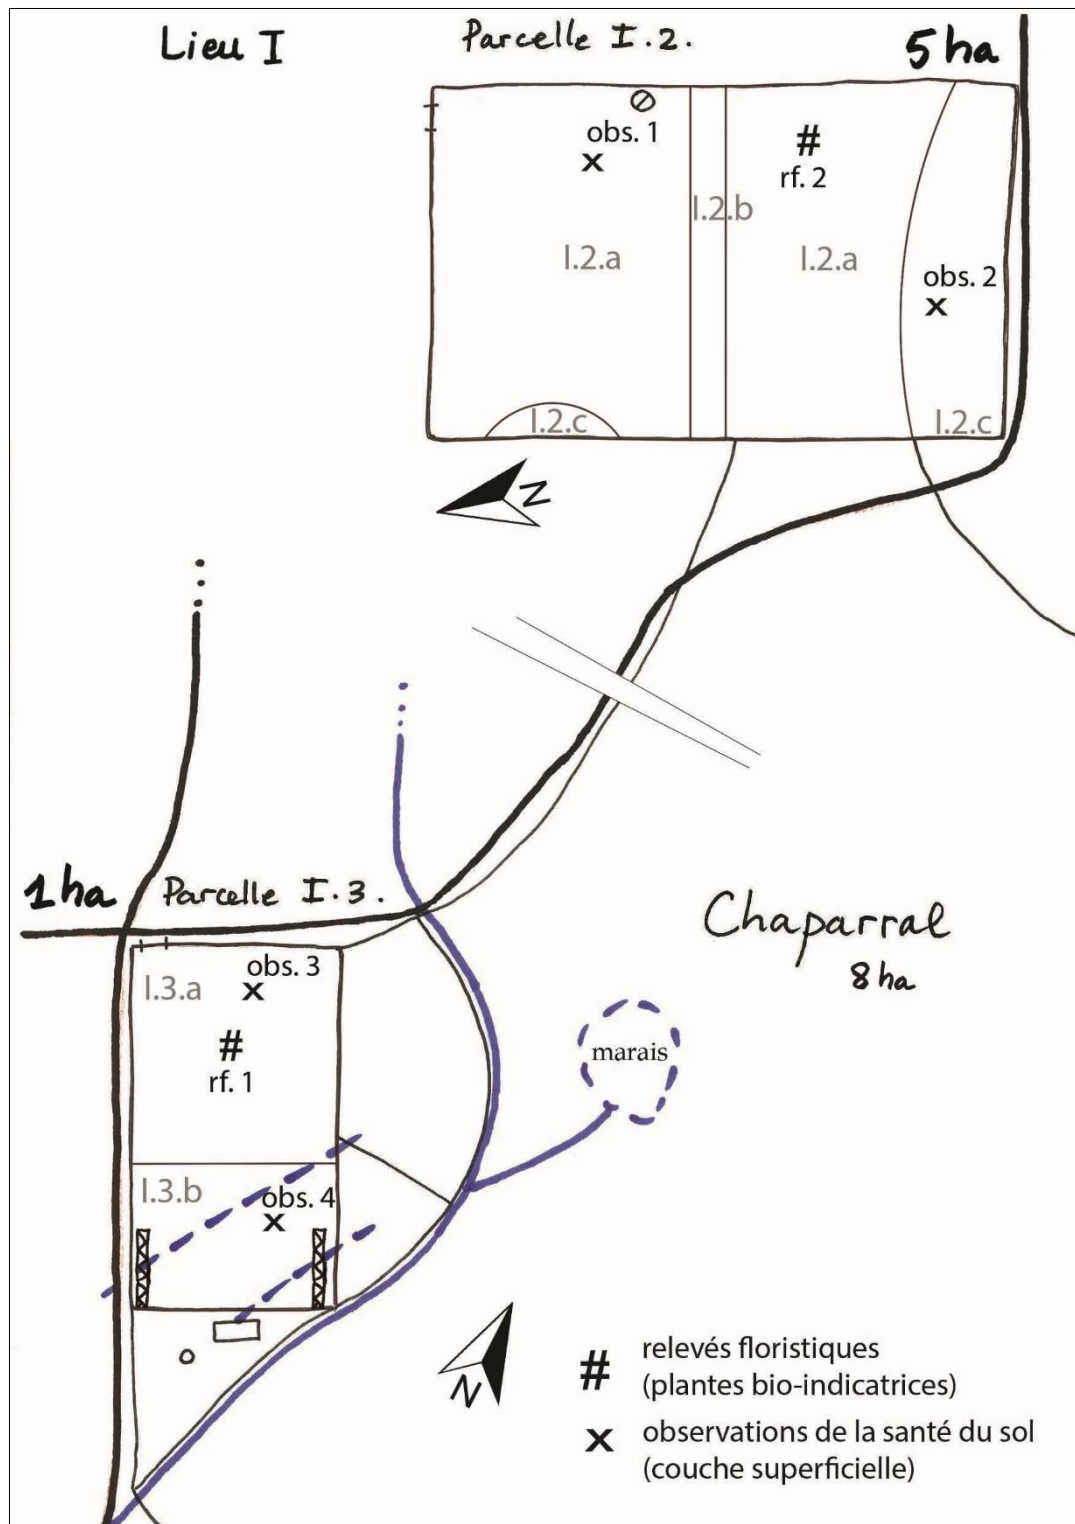 Lieu I
Parcelle I.2.
5 ha
obs. 1
#
rf. 2
x
I.2.b
I.2.a
I.2.a
obs. 2
x
I.2.c
I.2.c
N
1 ha
Parcelle I.3.
Chaparral
8 ha
obs. 3
I.3.a
x
#
rf. 1
marais
I.3.b
obs. 4
x
N
# relevés floristiques
(plantes bio-indicatrices)
x observations de la santé du sol
(couche superficielle)